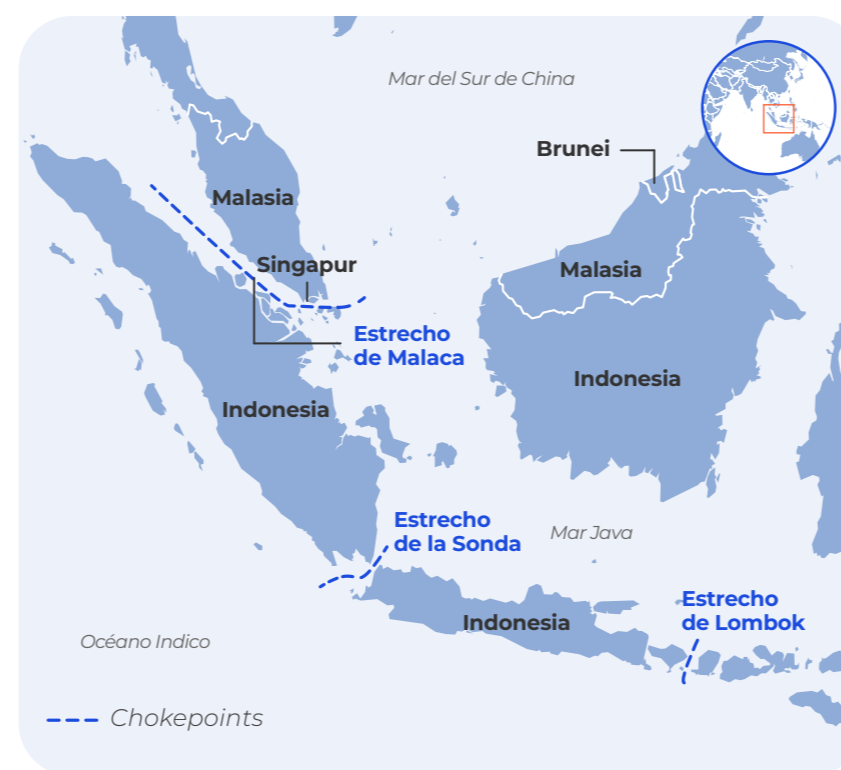 Mar del Sur de China
Brunei
Malasia
Singapur
Malasia
Estrecho
de Malaca
Indonesia
Indonesia
Estrecho
de la Sonda
Mar Java
Estrecho
de Lombok
Indonesia
Océano Indico
Chokepoints